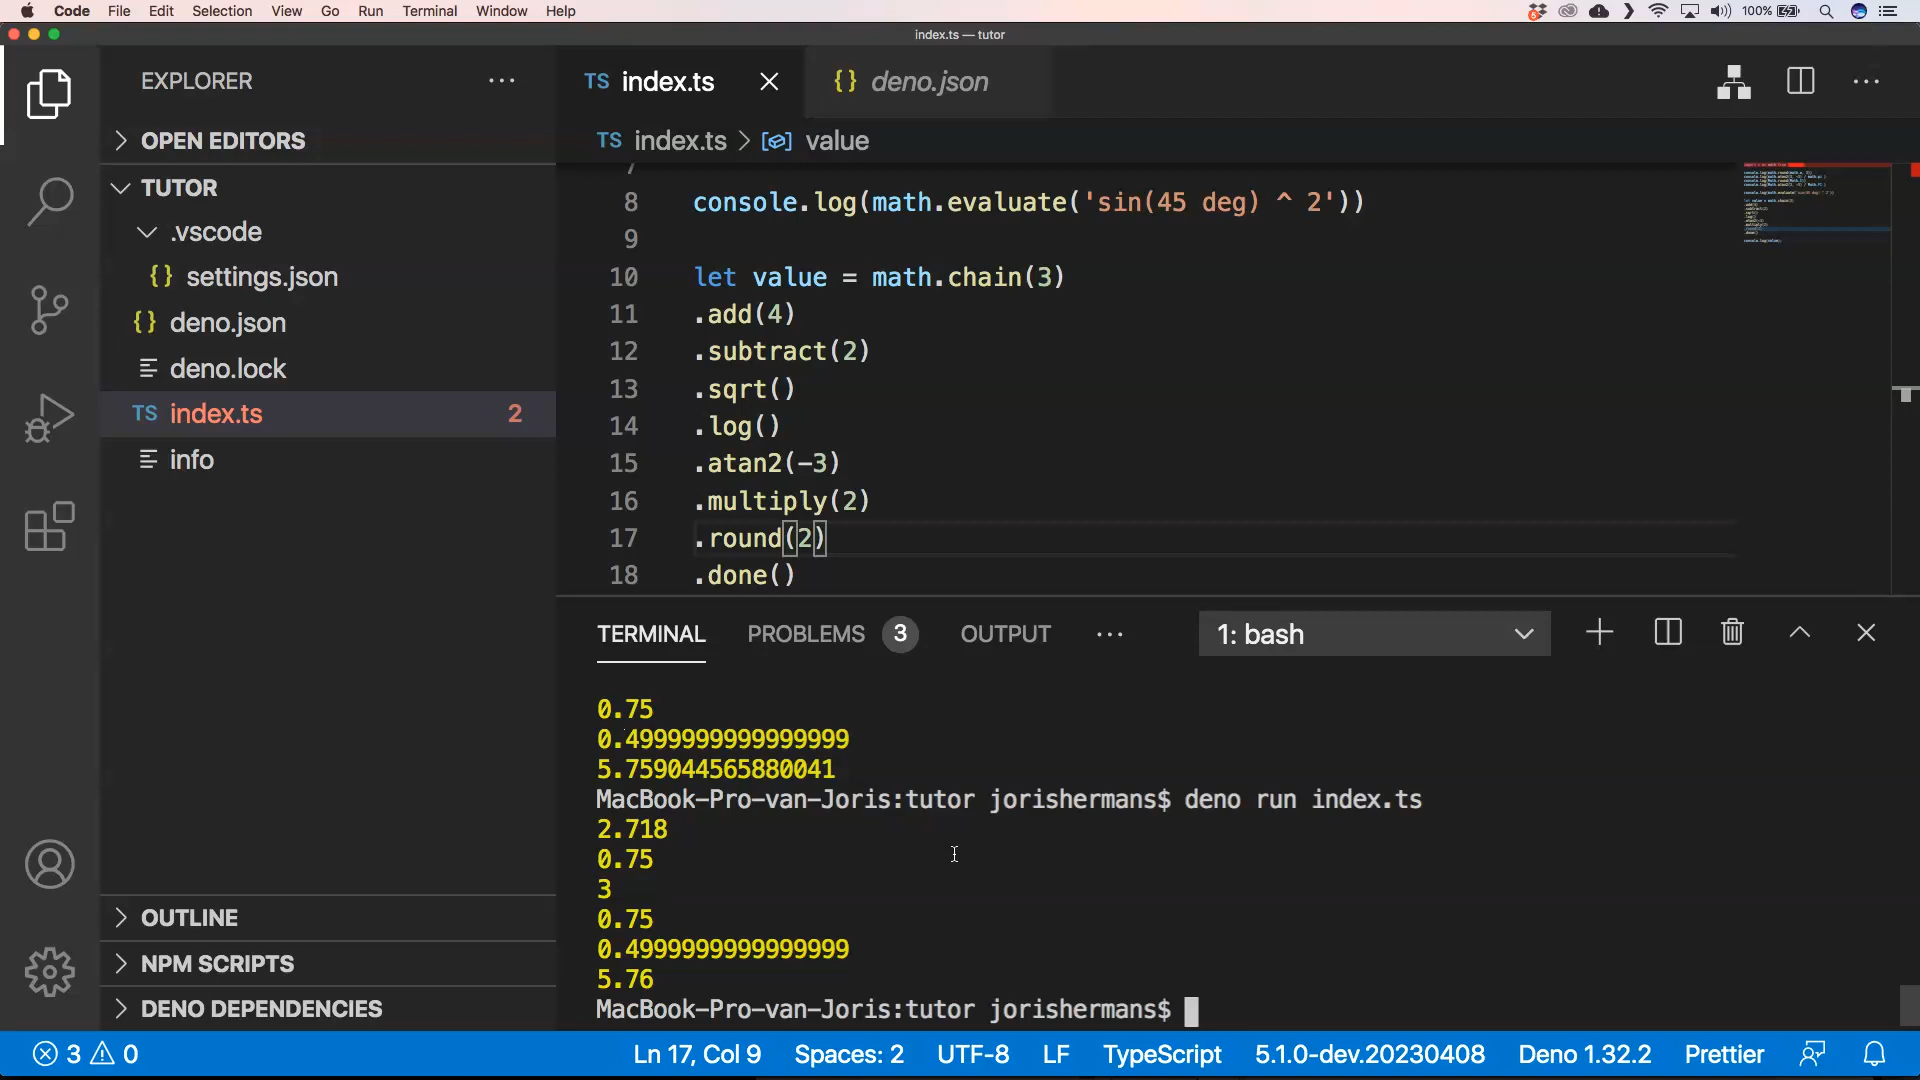 Code File Edit Selection View Go Run Terminal Window Help 100%
index.ts — tutor
EXPLORER
OPEN EDITORS
TUTOR
.vscode
{} settings.json
{} deno.json
deno.lock
TS index.ts 2
info
OUTLINE
NPM SCRIPTS
DENO DEPENDENCIES
TS index.ts {} deno.json
TS index.ts > value
7
8 console.log(math.evaluate('sin(45 deg) ^ 2'))
9
10 let value = math.chain(3)
11 .add(4)
12 .subtract(2)
13 .sqrt()
14 .log()
15 .atan2(-3)
16 .multiply(2)
17 .round(2)
18 .done()
TERMINAL PROBLEMS 3 OUTPUT ··· 1: bash
0.75
0.4999999999999999
5.759044565880041
MacBook-Pro-van-Joris:tutor jorishermans$ deno run index.ts
2.718
0.75
3
0.75
0.4999999999999999
5.76
MacBook-Pro-van-Joris:tutor jorishermans$
3 0 Ln 17, Col 9 Spaces: 2 UTF-8 LF TypeScript 5.1.0-dev.20230408 Deno 1.32.2 Prettier